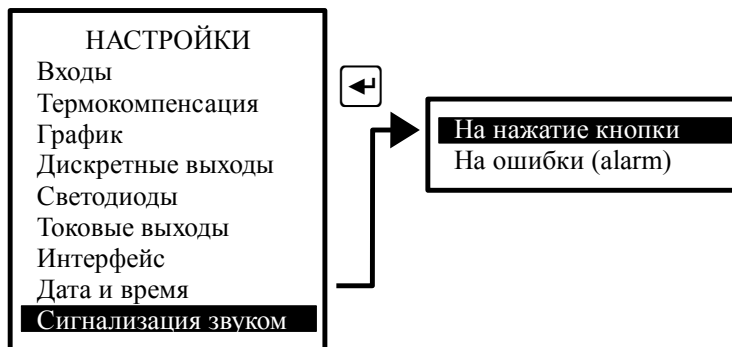 НАСТРОЙКИ
Входы
Термокомпенсация
График
Дискретные выходы
Светодиоды
Токовые выходы
Интерфейс
Дата и время
Сигнализация звуком
На нажатие кнопки
На ошибки (alarm)